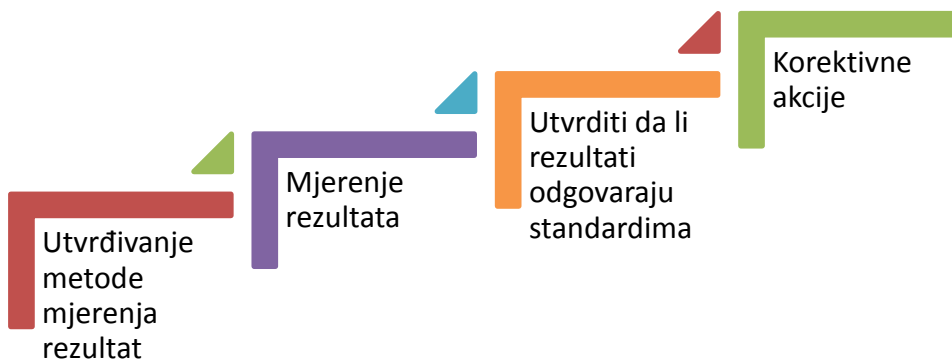 Utvrđivanje
metode
mjerenja
rezultat
Mjerenje
rezultata
Utvrditi da li
rezultati
odgovaraju
standardima
Korektivne
akcije